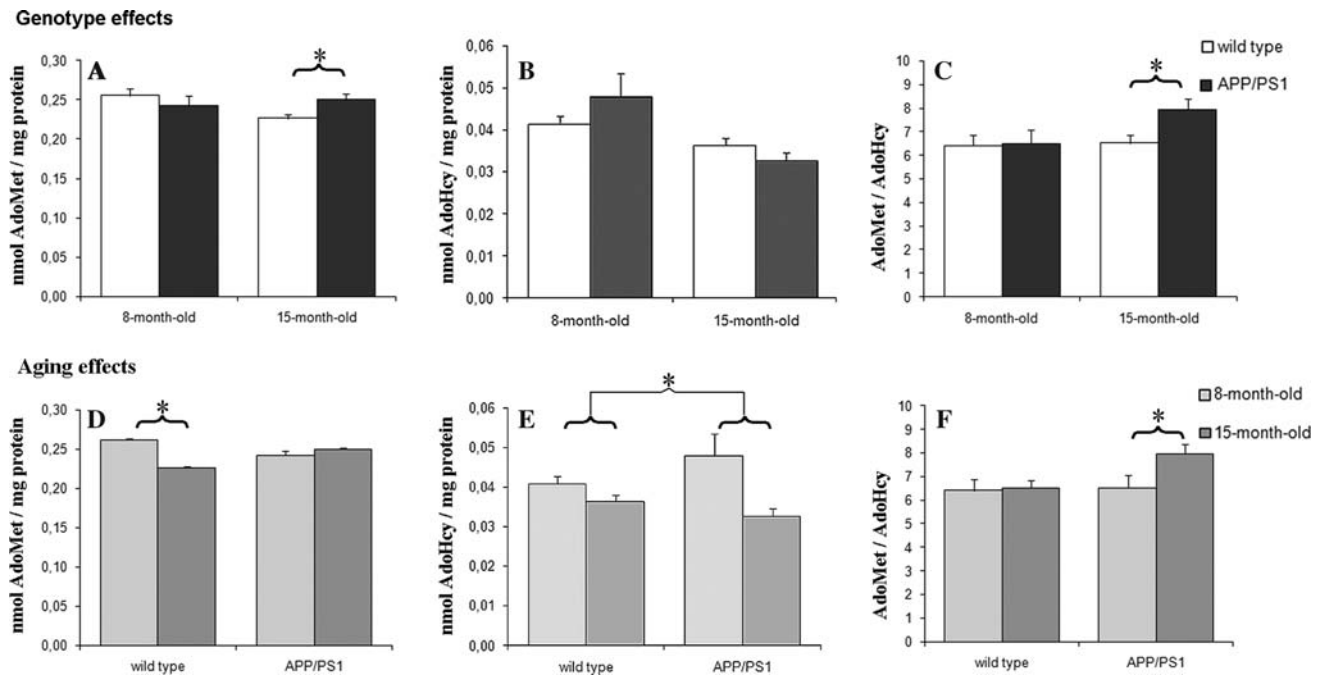 Genotype effects
A
*
nmol AdoMet / mg protein
0,30
0,25
0,20
0,15
0,10
0,05
0,00
8-month-old
15-month-old
B
nmol AdoHcy / mg protein
0,06
0,05
0,04
0,03
0,02
0,01
0,00
8-month-old
15-month-old
C
*
wild type
APP/PS1
AdoMet / AdoHcy
10
9
8
7
6
5
4
3
2
1
0
8-month-old
15-month-old
Aging effects
D
*
nmol AdoMet / mg protein
0,30
0,25
0,20
0,15
0,10
0,05
0,00
wild type
APP/PS1
E
*
nmol AdoHcy / mg protein
0,06
0,05
0,04
0,03
0,02
0,01
0,00
wild type
APP/PS1
F
*
8-month-old
15-month-old
AdoMet / AdoHcy
10
9
8
7
6
5
4
3
2
1
0
wild type
APP/PS1